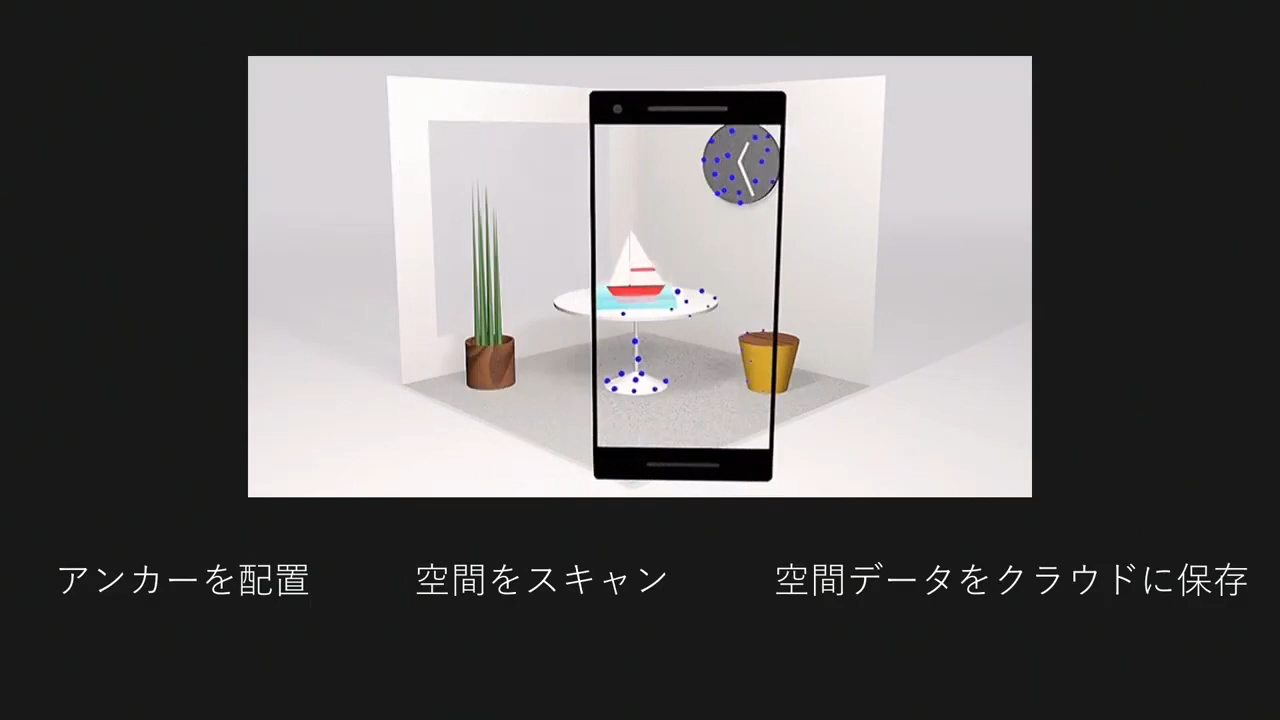 アンカーを配置
空間をスキャン
空間データをクラウドに保存